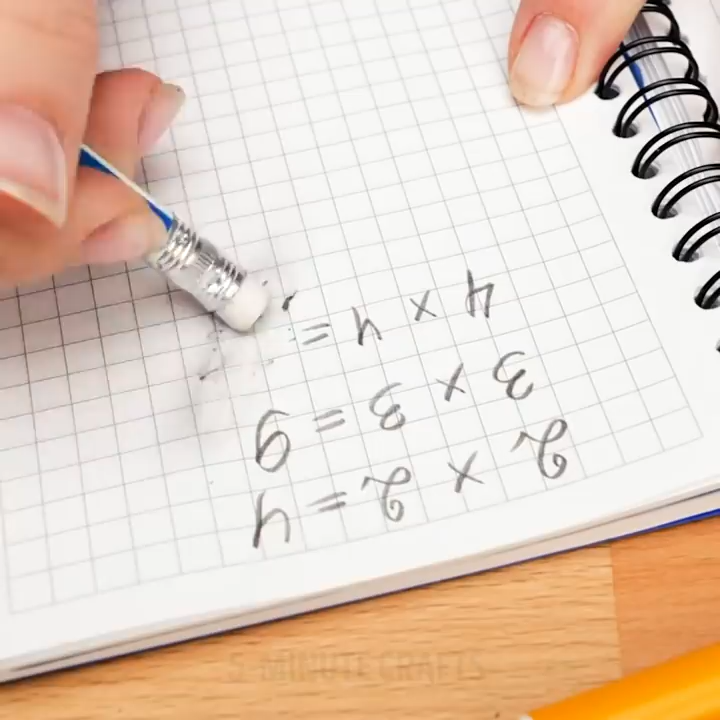 2 x 2 = 4
3 x 3 = 9
4 x 4 =
5-MINUTE CRAFTS